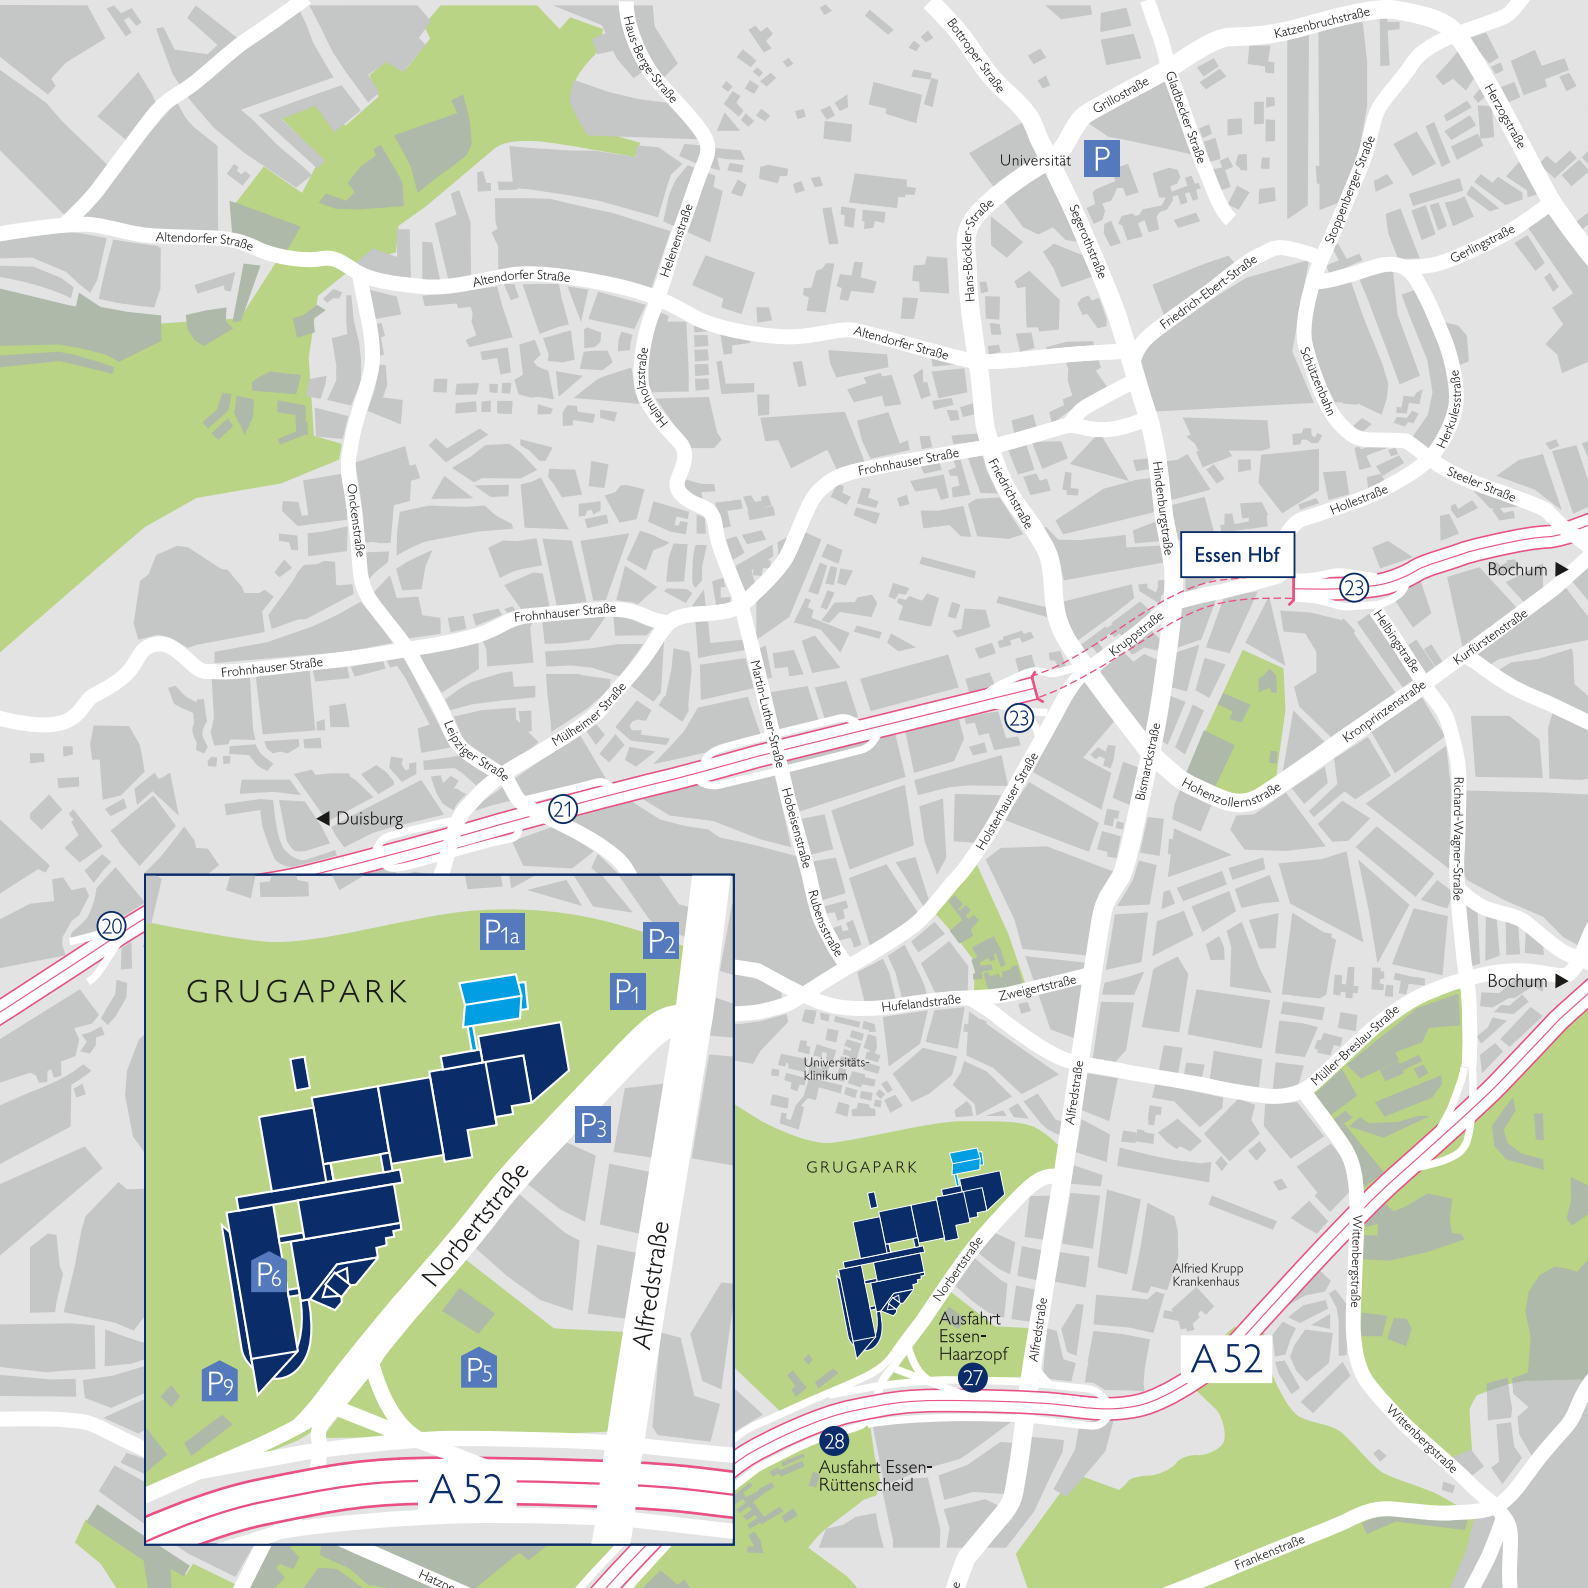 Haus-Berge-Straße
Bottroper Straße
Katzenbruchstraße
Grillostraße
Gladbecker Straße
Herzogstraße
Universität
P
Stoppenberger Straße
Segerothstraße
Hans-Böckler-Straße
Helenenstraße
Altendorfer Straße
Altendorfer Straße
Altendorfer Straße
Friedrich-Ebert-Straße
Gerlingstraße
Schützenbahn
Herkulesstraße
Helmholzstraße
Frohnhauser Straße
Friedrichstraße
Hindenburgstraße
Steeler Straße
Hollestraße
Onckenstraße
Essen Hbf
Bochum
23
Kruppstraße
Helbingstraße
Kurfürstenstraße
Frohnhauser Straße
Frohnhauser Straße
Martin-Luther-Straße
Mülheimer Straße
Leipziger Straße
23
Kronprinzenstraße
Bismarckstraße
Hohenzollernstraße
Holsterhauser Straße
Hobeisenstraße
Richard-Wagner-Straße
21
Duisburg
Rubensstraße
20
Bochum
Hufelandstraße
Zweigertstraße
Müller-Breslau-Straße
Universitäts-
klinikum
Alfredstraße
GRUGAPARK
Norbertstraße
Alfried Krupp
Krankenhaus
Wittenbergstraße
Alfredstraße
Ausfahrt
Essen-
Haarzopf
27
A 52
28
Ausfahrt Essen-
Rüttenscheid
Wittenbergstraße
Frankenstraße
P1a
P2
P1
GRUGAPARK
P3
Norbertstraße
Alfredstraße
P6
P5
P9
A 52